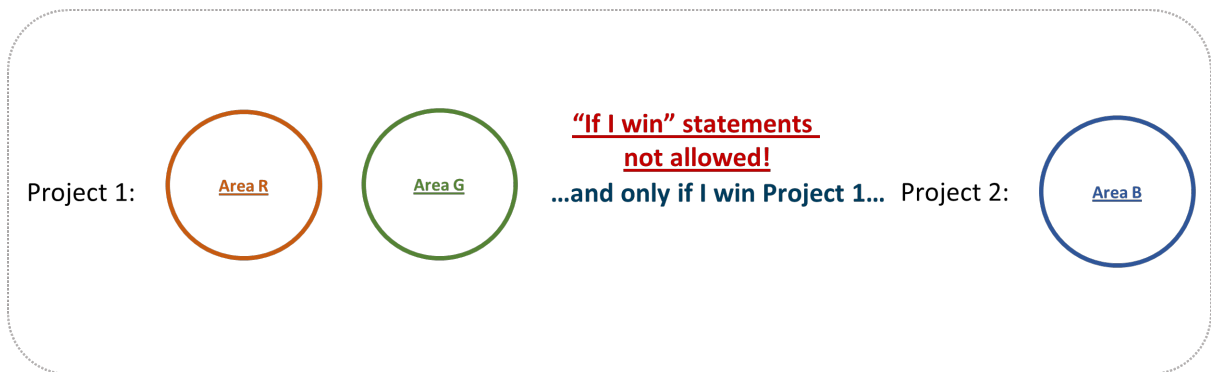 “If I win” statements
not allowed!
Project 1: Area R Area G …and only if I win Project 1… Project 2: Area B